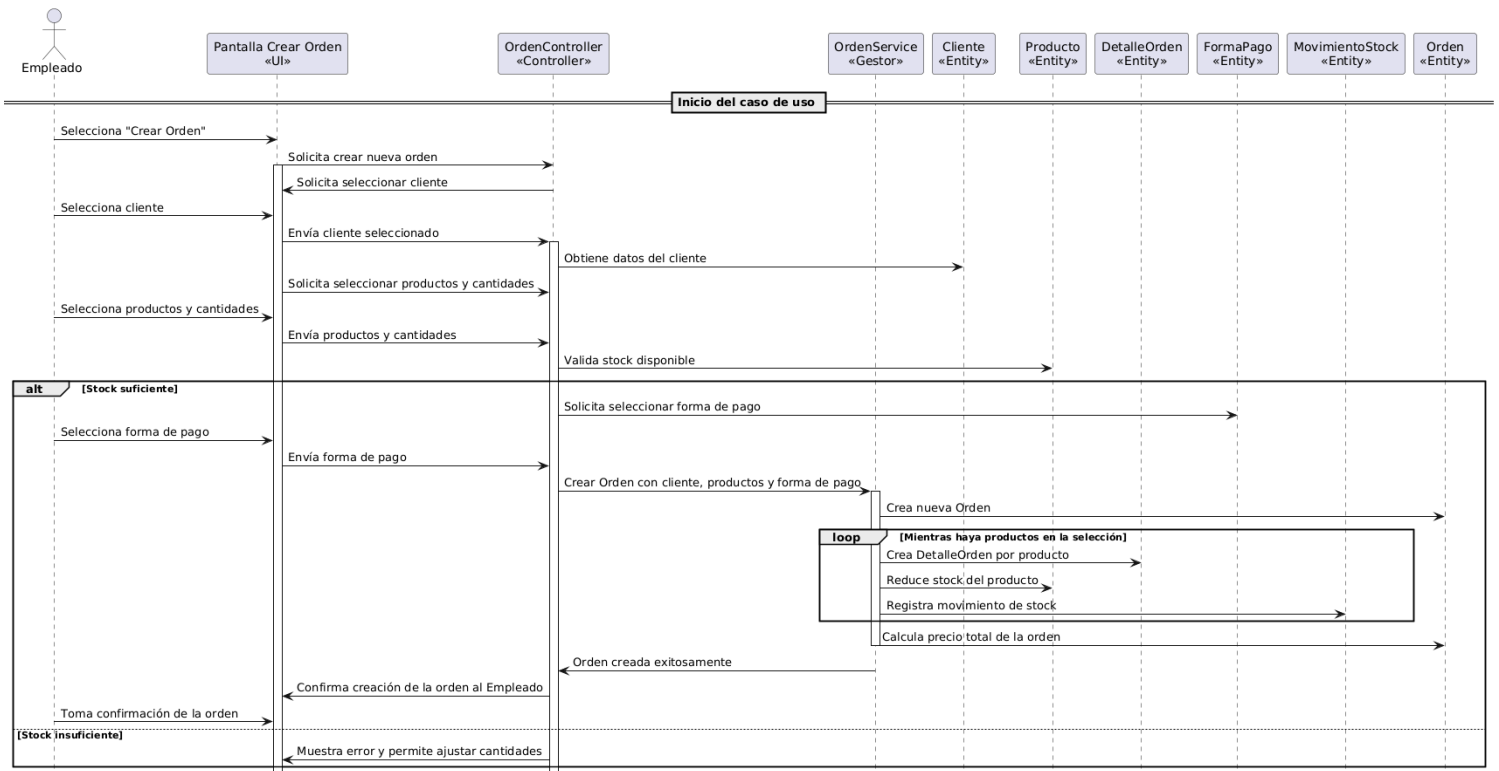 Empleado
Pantalla Crear Orden
«UI»
OrdenController
«Controller»
OrdenService
«Gestor»
Cliente
«Entity»
Producto
«Entity»
DetalleOrden
«Entity»
FormaPago
«Entity»
MovimientoStock
«Entity»
Orden
«Entity»
Inicio del caso de uso
Selecciona "Crear Orden"
Solicita crear nueva orden
Solicita seleccionar cliente
Selecciona cliente
Envía cliente seleccionado
Obtiene datos del cliente
Solicita seleccionar productos y cantidades
Selecciona productos y cantidades
Envía productos y cantidades
Valida stock disponible
alt [Stock suficiente]
Solicita seleccionar forma de pago
Selecciona forma de pago
Envía forma de pago
Crear Orden con cliente, productos y forma de pago
Crea nueva Orden
loop [Mientras haya productos en la selección]
Crea DetalleOrden por producto
Reduce stock del producto
Registra movimiento de stock
Calcula precio total de la orden
Orden creada exitosamente
Confirma creación de la orden al Empleado
Toma confirmación de la orden
[Stock insuficiente]
Muestra error y permite ajustar cantidades